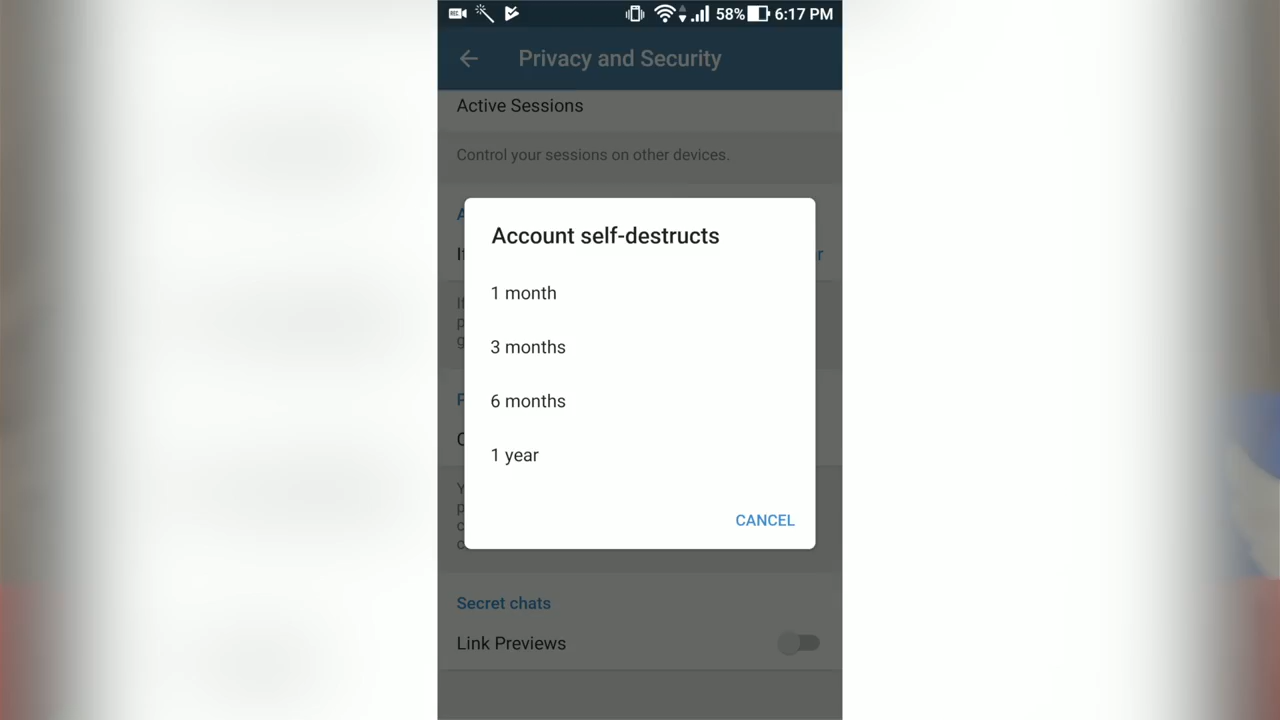 58% 6:17 PM
Privacy and Security
Active Sessions
Control your sessions on other devices.
Account self-destructs
1 month
3 months
6 months
1 year
CANCEL
Secret chats
Link Previews